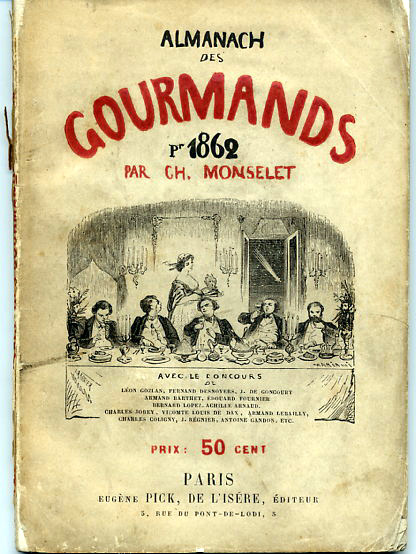 ALMANACH
DES
GOURMANDS
Pr 1862
PAR CH. MONSELET
AVEC LE CONCOURS
DE
LÉON GOZLAN, FERNAND DESNOYERS, J. DE GONCOURT
ARMAND BARTHET, ÉDOUARD FOURNIER
BERNARD LOPEZ, ACHILLE ARNAUD,
CHARLES JOBEY, VICOMTE LOUIS DE DAX, ARMAND LEBAILLY,
CHARLES COLIGNY, J. RÉGNIER, ANTOINE GANDON, ETC.
PRIX: 50 CENT
PARIS
EUGÈNE PICK, DE L'ISÉRE, ÉDITEUR
5, RUE DU PONT-DE-LODI, 5